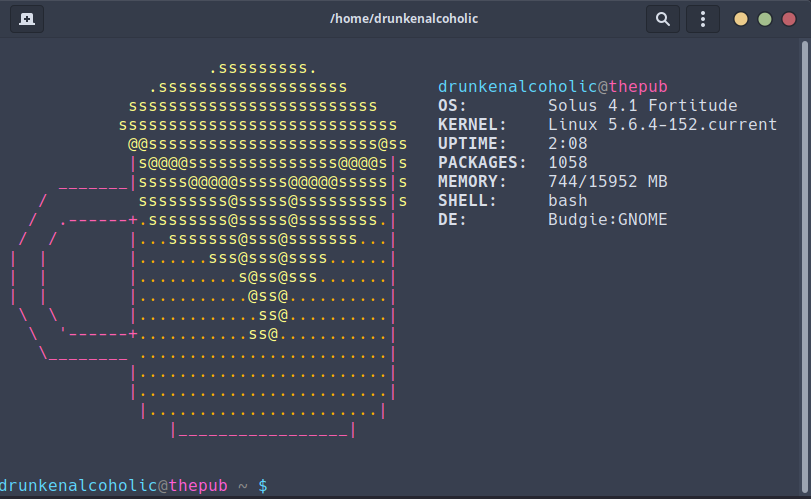 /home/drunkenalcoholic
         .sssssssss.
   .sssssssssssssssssss          drunkenalcoholic@thepub
 sssssssssssssssssssssssss       OS:        Solus 4.1 Fortitude
ssssssssssssssssssssssssssss     KERNEL:    Linux 5.6.4-152.current
 @@sssssssssssssssssssssss@ss    UPTIME:    2:08
 |s@@@@sssssssssssssss@@@@s|s    PACKAGES:  1058
 _______|sssss@@@@@sssss@@@@@sssss|s    MEMORY:    744/15952 MB
 /         sssssssss@sssss@sssssssss|s    SHELL:     bash
 /  .------+.ssssssss@sssss@ssssssss.|    DE:        Budgie:GNOME
 /  /       |...sssssss@sss@sssssss...|
|  |        |.......sss@sss@ssss......|
|  |        |..........s@ss@sss.......|
|  |        |...........@ss@..........|
 \  \       |............ss@..........|
  \  '------+...........ss@...........|
   \________ .........................|
            |.........................|
            |.........................|
             |.......................|
                |_________________|
drunkenalcoholic@thepub ~ $